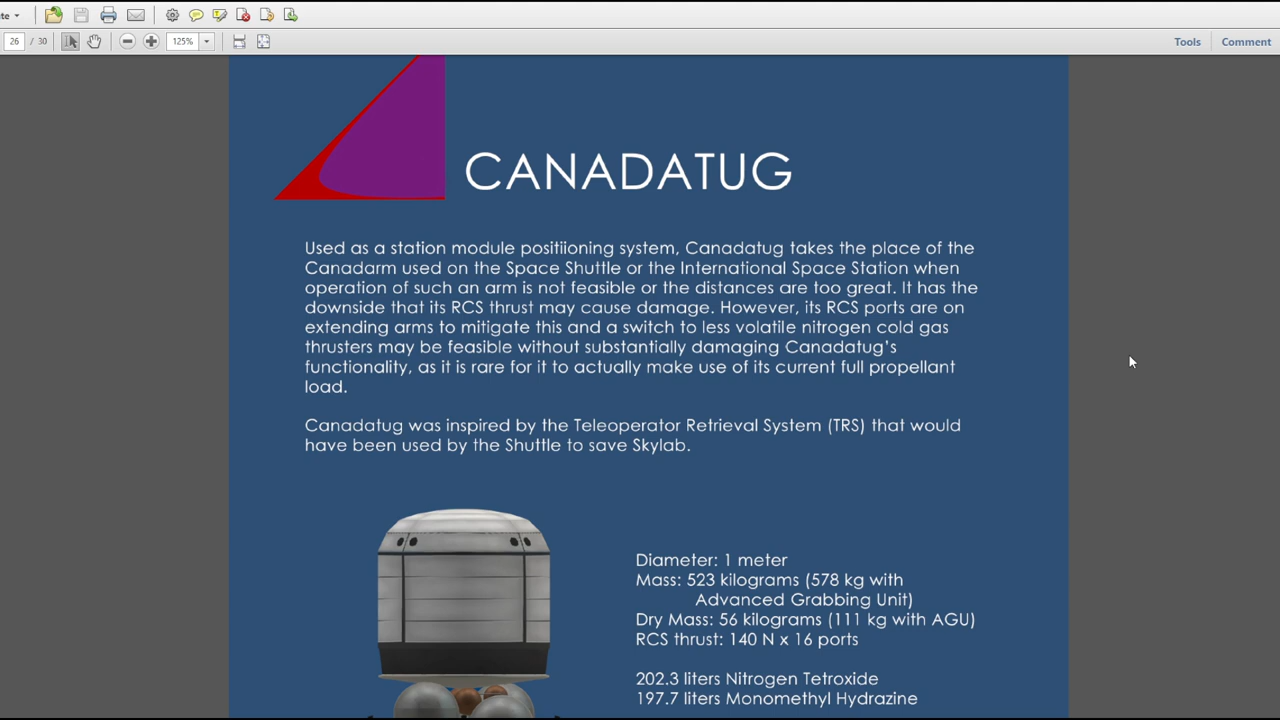 te
26 / 30
125%
Tools
Comment
CANADATUG
Used as a station module positiioning system, Canadatug takes the place of the
Canadarm used on the Space Shuttle or the International Space Station when
operation of such an arm is not feasible or the distances are too great. It has the
downside that its RCS thrust may cause damage. However, its RCS ports are on
extending arms to mitigate this and a switch to less volatile nitrogen cold gas
thrusters may be feasible without substantially damaging Canadatug's
functionality, as it is rare for it to actually make use of its current full propellant
load.
Canadatug was inspired by the Teleoperator Retrieval System (TRS) that would
have been used by the Shuttle to save Skylab.
Diameter: 1 meter
Mass: 523 kilograms (578 kg with
Advanced Grabbing Unit)
Dry Mass: 56 kilograms (111 kg with AGU)
RCS thrust: 140 N x 16 ports
202.3 liters Nitrogen Tetroxide
197.7 liters Monomethyl Hydrazine